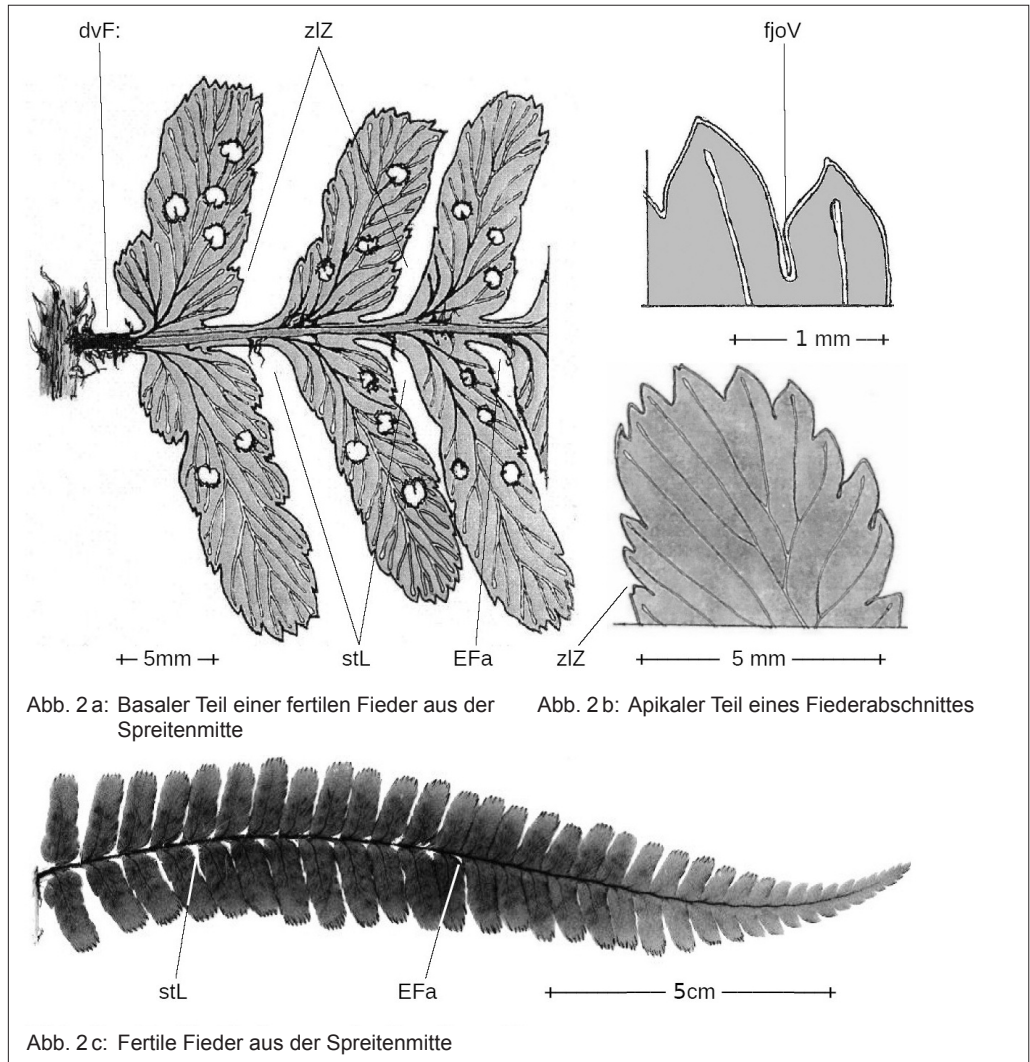 dvF: zlZ fjoV
1 mm
5mm stL EFa zlZ 5 mm
Abb. 2 a: Basaler Teil einer fertilen Fieder aus der
Spreitenmitte
Abb. 2 b: Apikaler Teil eines Fiederabschnittes
stL EFa 5cm
Abb. 2 c: Fertile Fieder aus der Spreitenmitte